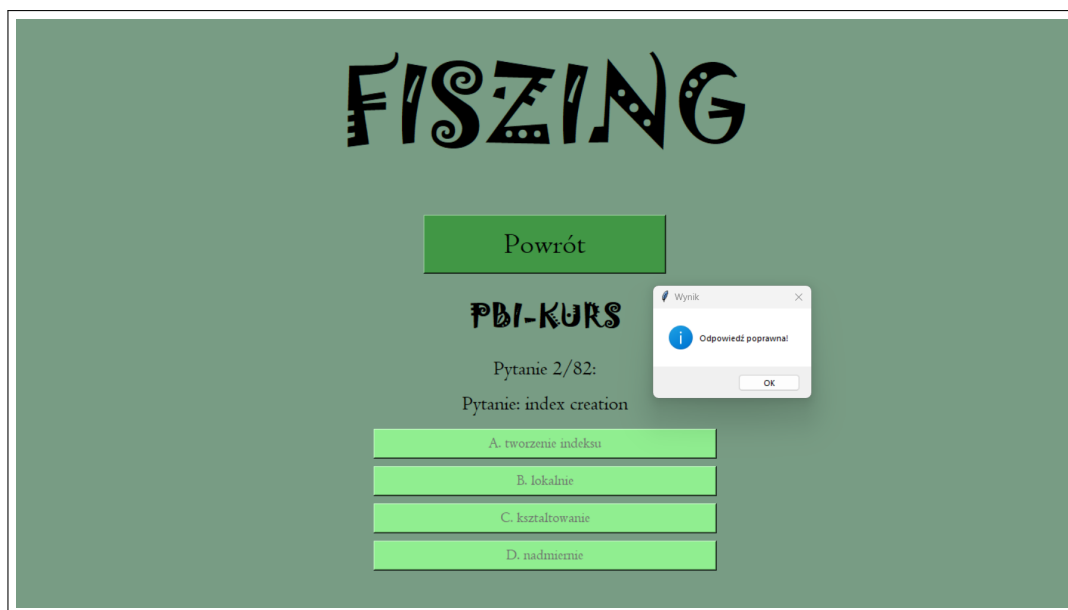 FISZING
Powrót
PBI-KURS
Wynik
Odpowiedź poprawna!
OK
Pytanie 2/82:
Pytanie: index creation
A. tworzenie indeksu
B. lokalnie
C. kształtowanie
D. nadmiernie